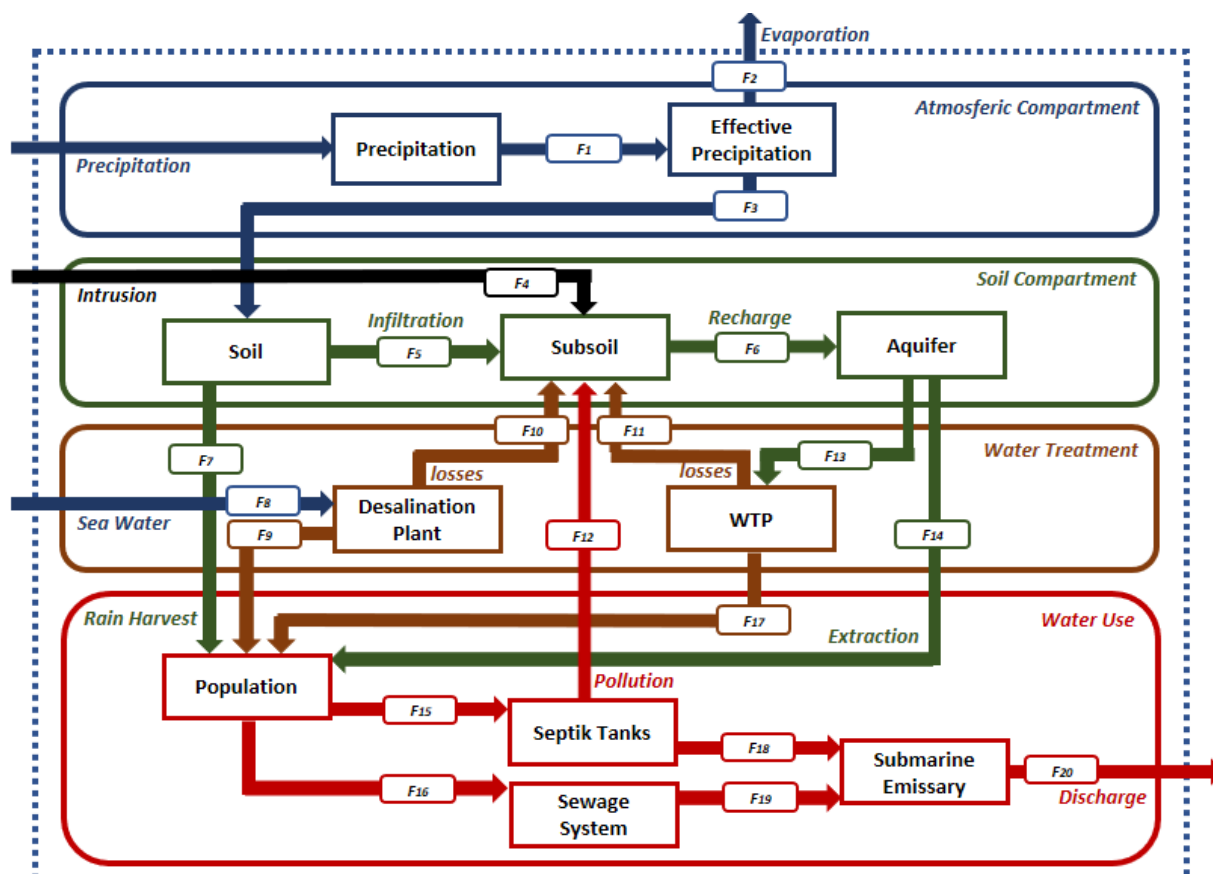 Evaporation
F2
Atmosferic Compartment
Precipitation
F1
Effective
Precipitation
Precipitation
F3
Intrusion
F4
Soil Compartment
Infiltration
Recharge
Soil
F5
Subsoil
F6
Aquifer
F10
F11
F7
F13
Water Treatment
losses
losses
F8
Sea Water
Desalination
Plant
WTP
F9
F12
F14
Rain Harvest
F17
Water Use
Extraction
Population
Pollution
F15
Septik Tanks
F18
Submarine
Emissary
F20
Discharge
F16
Sewage
System
F19